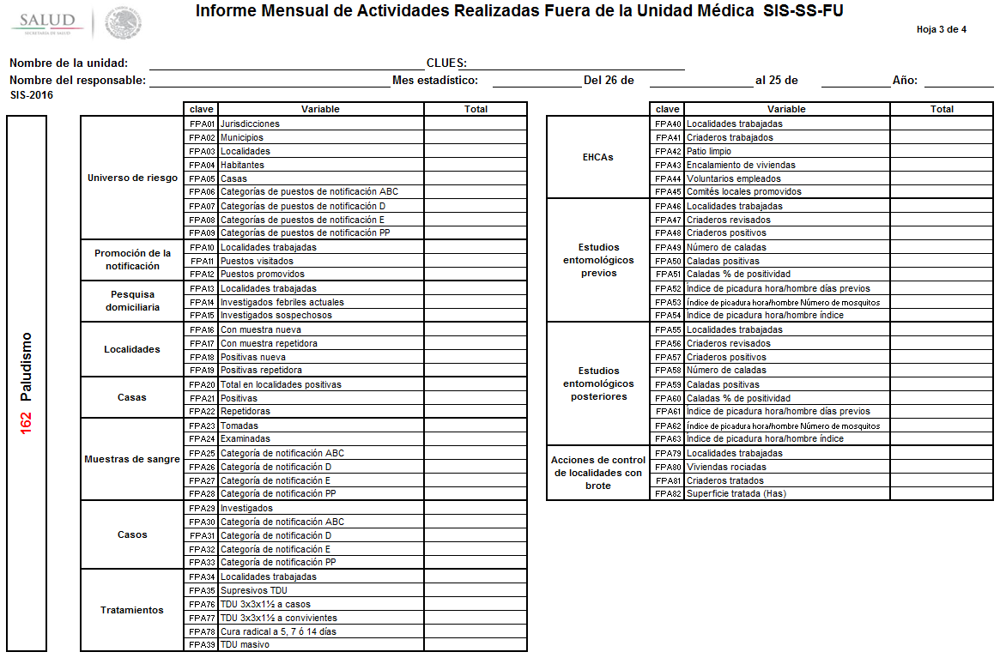 Informe Mensual de Actividades Realizadas Fuera de la Unidad Médica SIS-SS-FU
SALUD
SECRETARÍA DE SALUD
Hoja 3 de 4
Nombre de la unidad: CLUES:
Nombre del responsable: Mes estadístico: Del 26 de al 25 de Año:
SIS-2016
162 Paludismo
clave Variable Total
Universo de riesgo
FPA01 Jurisdicciones
FPA02 Municipios
FPA03 Localidades
FPA04 Habitantes
FPA05 Casas
FPA06 Categorías de puestos de notificación ABC
FPA07 Categorías de puestos de notificación D
FPA08 Categorías de puestos de notificación E
FPA09 Categorías de puestos de notificación PP
Promoción de la
notificación
FPA10 Localidades trabajadas
FPA11 Puestos visitados
FPA12 Puestos promovidos
Pesquisa
domiciliaria
FPA13 Localidades trabajadas
FPA14 Investigados febriles actuales
FPA15 Investigados sospechosos
Localidades
FPA16 Con muestra nueva
FPA17 Con muestra repetidora
FPA18 Positivas nueva
FPA19 Positivas repetidora
Casas
FPA20 Total en localidades positivas
FPA21 Positivas
FPA22 Repetidoras
Muestras de sangre
FPA23 Tomadas
FPA24 Examinadas
FPA25 Categoría de notificación ABC
FPA26 Categoría de notificación D
FPA27 Categoría de notificación E
FPA28 Categoría de notificación PP
Casos
FPA29 Investigados
FPA30 Categoría de notificación ABC
FPA31 Categoría de notificación D
FPA32 Categoría de notificación E
FPA33 Categoría de notificación PP
Tratamientos
FPA34 Localidades trabajadas
FPA35 Supresivos TDU
FPA76 TDU 3x3x1½ a casos
FPA77 TDU 3x3x1½ a convivientes
FPA78 Cura radical a 5, 7 ó 14 días
FPA39 TDU masivo
clave Variable Total
EHCAs
FPA40 Localidades trabajadas
FPA41 Criaderos trabajados
FPA42 Patio limpio
FPA43 Encalamiento de viviendas
FPA44 Voluntarios empleados
FPA45 Comités locales promovidos
Estudios
entomológicos
previos
FPA46 Localidades trabajadas
FPA47 Criaderos revisados
FPA48 Criaderos positivos
FPA49 Número de caladas
FPA50 Caladas positivas
FPA51 Caladas % de positividad
FPA52 Índice de picadura hora/hombre días previos
FPA53 Índice de picadura hora/hombre Número de mosquitos
FPA54 Índice de picadura hora/hombre índice
Estudios
entomológicos
posteriores
FPA55 Localidades trabajadas
FPA56 Criaderos revisados
FPA57 Criaderos positivos
FPA58 Número de caladas
FPA59 Caladas positivas
FPA60 Caladas % de positividad
FPA61 Índice de picadura hora/hombre días previos
FPA62 Índice de picadura hora/hombre Número de mosquitos
FPA63 Índice de picadura hora/hombre índice
Acciones de control
de localidades con
brote
FPA79 Localidades trabajadas
FPA80 Viviendas rociadas
FPA81 Criaderos tratados
FPA82 Superficie tratada (Has)